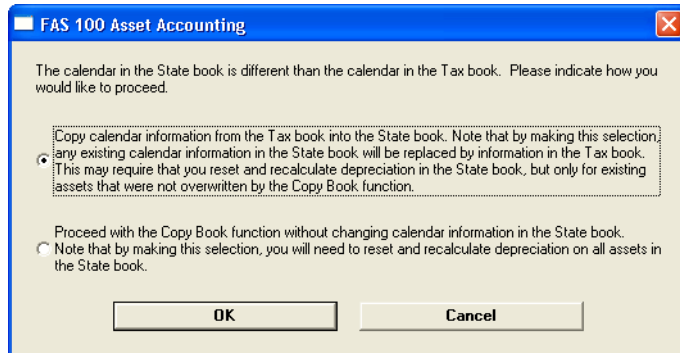 FAS 100 Asset Accounting
The calendar in the State book is different than the calendar in the Tax book. Please indicate how you
would like to proceed.
Copy calendar information from the Tax book into the State book. Note that by making this selection,
any existing calendar information in the State book will be replaced by information in the Tax book.
This may require that you reset and recalculate depreciation in the State book, but only for existing
assets that were not overwritten by the Copy Book function.
Proceed with the Copy Book function without changing calendar information in the State book.
Note that by making this selection, you will need to reset and recalculate depreciation on all assets in
the State book.
OK
Cancel